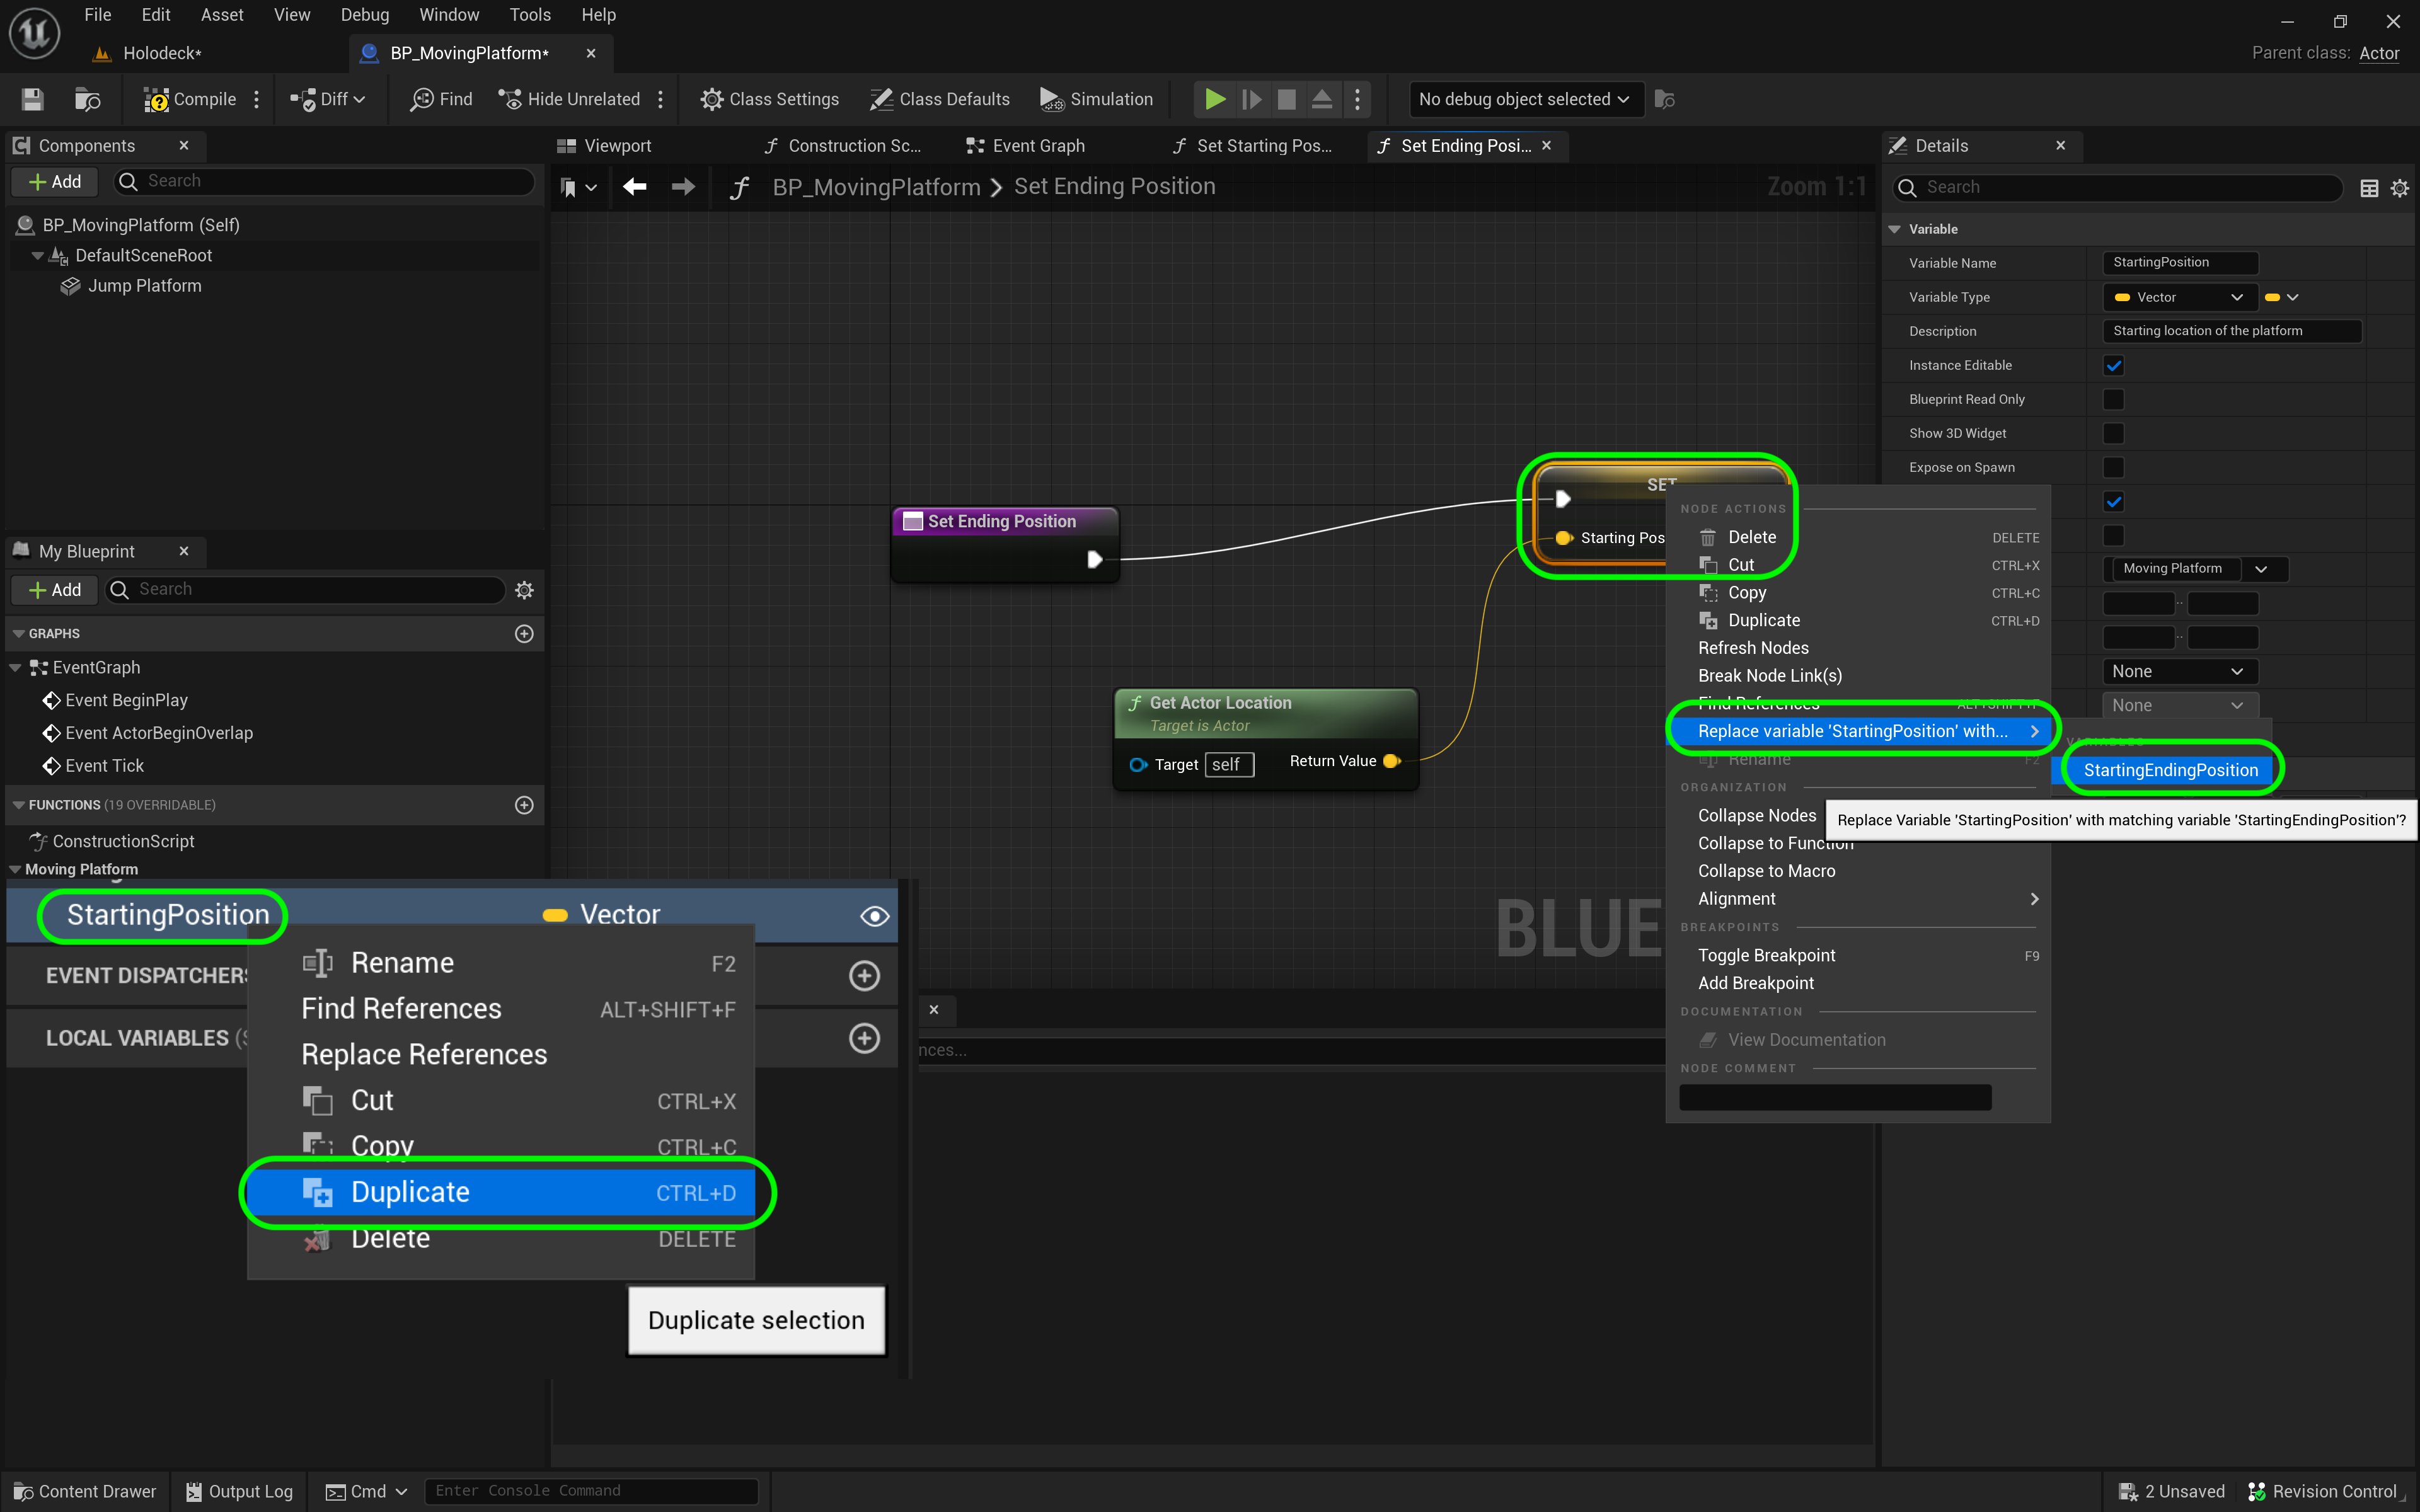 File Edit Asset View Debug Window Tools Help
Holodeck*
BP_MovingPlatform*
Parent class: Actor
Compile
Diff
Find
Hide Unrelated
Class Settings
Class Defaults
Simulation
No debug object selected
Components
Viewport
Construction Sc...
Event Graph
Set Starting Pos...
Set Ending Posi...
Details
Add
Search
BP_MovingPlatform > Set Ending Position
Zoom 1:1
Search
BP_MovingPlatform (Self)
DefaultSceneRoot
Jump Platform
Variable
Variable Name StartingPosition
Variable Type Vector
Description Starting location of the platform
Instance Editable
Blueprint Read Only
Show 3D Widget
Expose on Spawn
Moving Platform
None
None
Set Ending Position
SET
Starting Pos
Get Actor Location
Target is Actor
Target self Return Value
BLUE
NODE ACTIONS
Delete DELETE
Cut CTRL+X
Copy CTRL+C
Duplicate CTRL+D
Refresh Nodes
Break Node Link(s)
Find References ALT+SHIFT+F
Replace variable 'StartingPosition' with...
Rename F2
VARIABLES
StartingEndingPosition
Replace Variable 'StartingPosition' with matching variable 'StartingEndingPosition'?
ORGANIZATION
Collapse Nodes
Collapse to Function
Collapse to Macro
Alignment
BREAKPOINTS
Toggle Breakpoint F9
Add Breakpoint
DOCUMENTATION
View Documentation
NODE COMMENT
My Blueprint
Add
Search
GRAPHS
EventGraph
Event BeginPlay
Event ActorBeginOverlap
Event Tick
FUNCTIONS (19 OVERRIDABLE)
ConstructionScript
Moving Platform
StartingPosition Vector
EVENT DISPATCHERS
LOCAL VARIABLES (S
Rename F2
Find References ALT+SHIFT+F
Replace References
Cut CTRL+X
Copy CTRL+C
Duplicate CTRL+D
Delete DELETE
Duplicate selection
nces...
Content Drawer
Output Log
Cmd
Enter Console Command
2 Unsaved
Revision Control